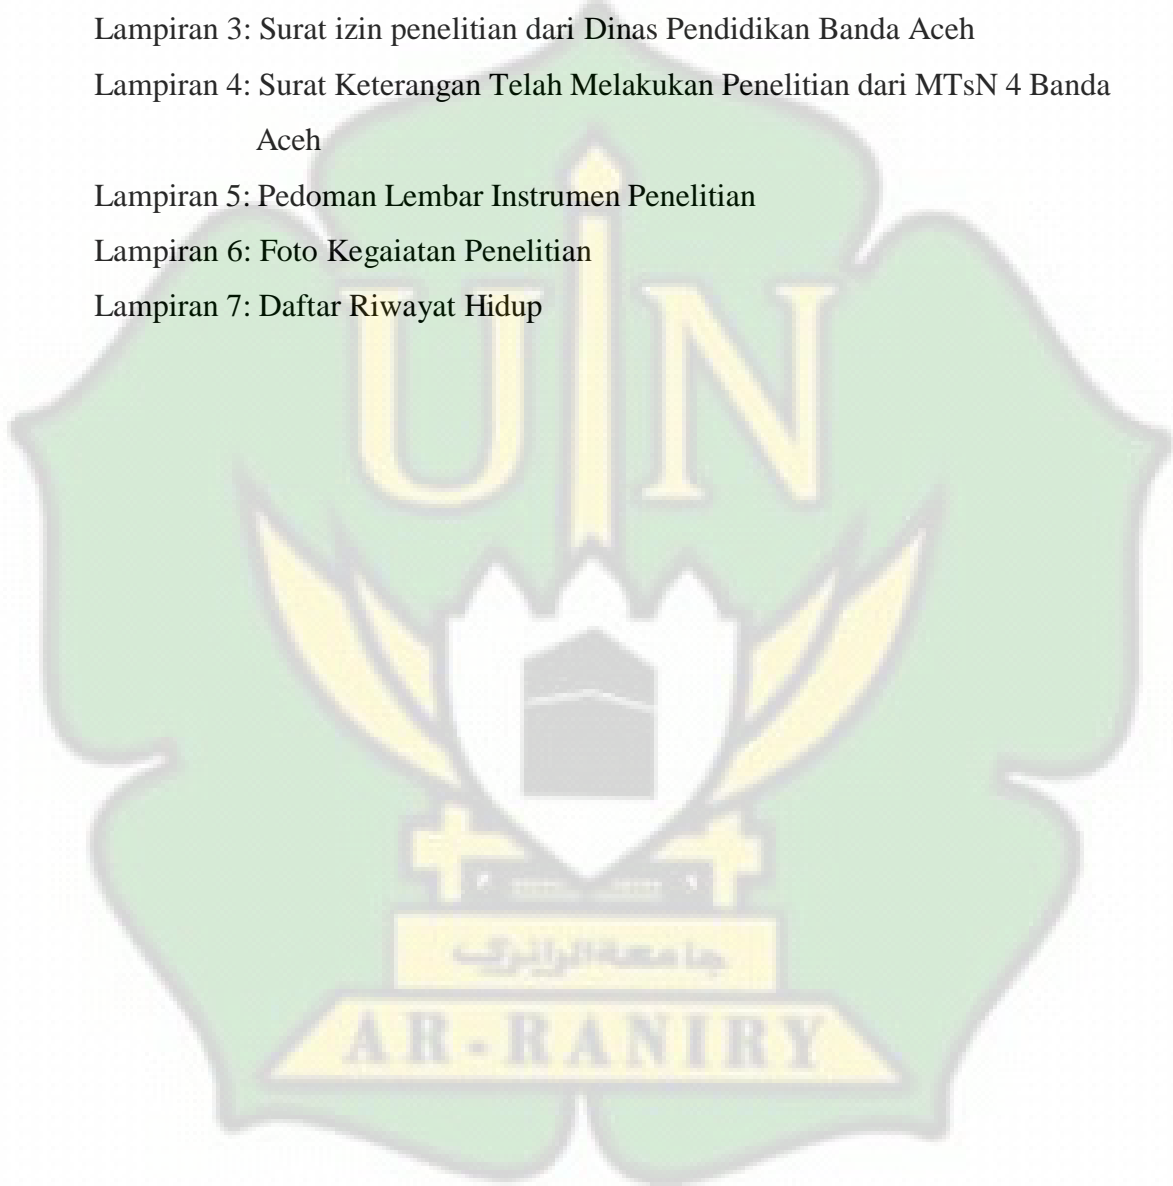 Lampiran 3: Surat izin penelitian dari Dinas Pendidikan Banda Aceh
Lampiran 4: Surat Keterangan Telah Melakukan Penelitian dari MTsN 4 Banda
Aceh
Lampiran 5: Pedoman Lembar Instrumen Penelitian
Lampiran 6: Foto Kegaiatan Penelitian
Lampiran 7: Daftar Riwayat Hidup
UIN
جامعة الرانري
AR-RANIRY